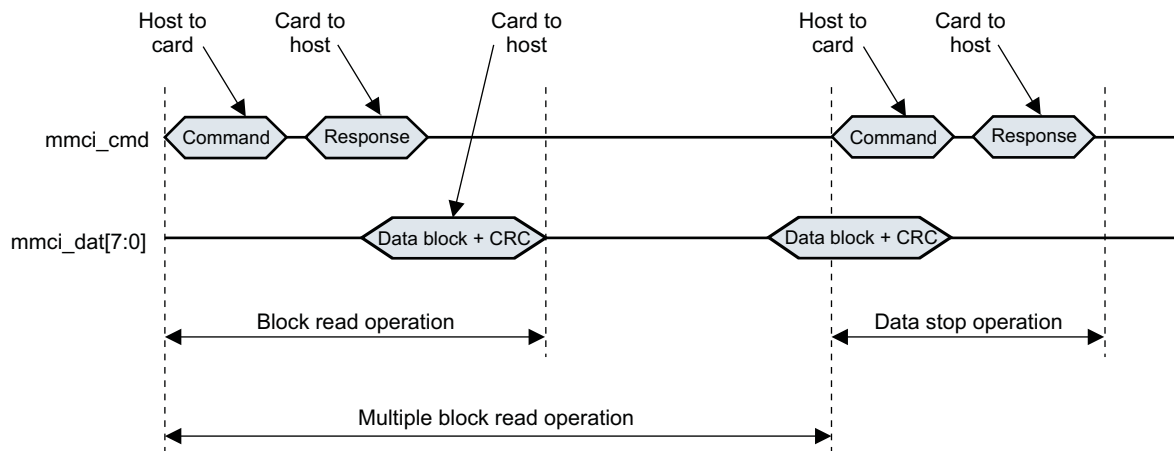 Host to
card
Card to
host
Card to
host
Host to
card
Card to
host
mmci_cmd
Command
Response
Command
Response
mmci_dat[7:0]
Data block + CRC
Data block + CRC
Block read operation
Data stop operation
Multiple block read operation